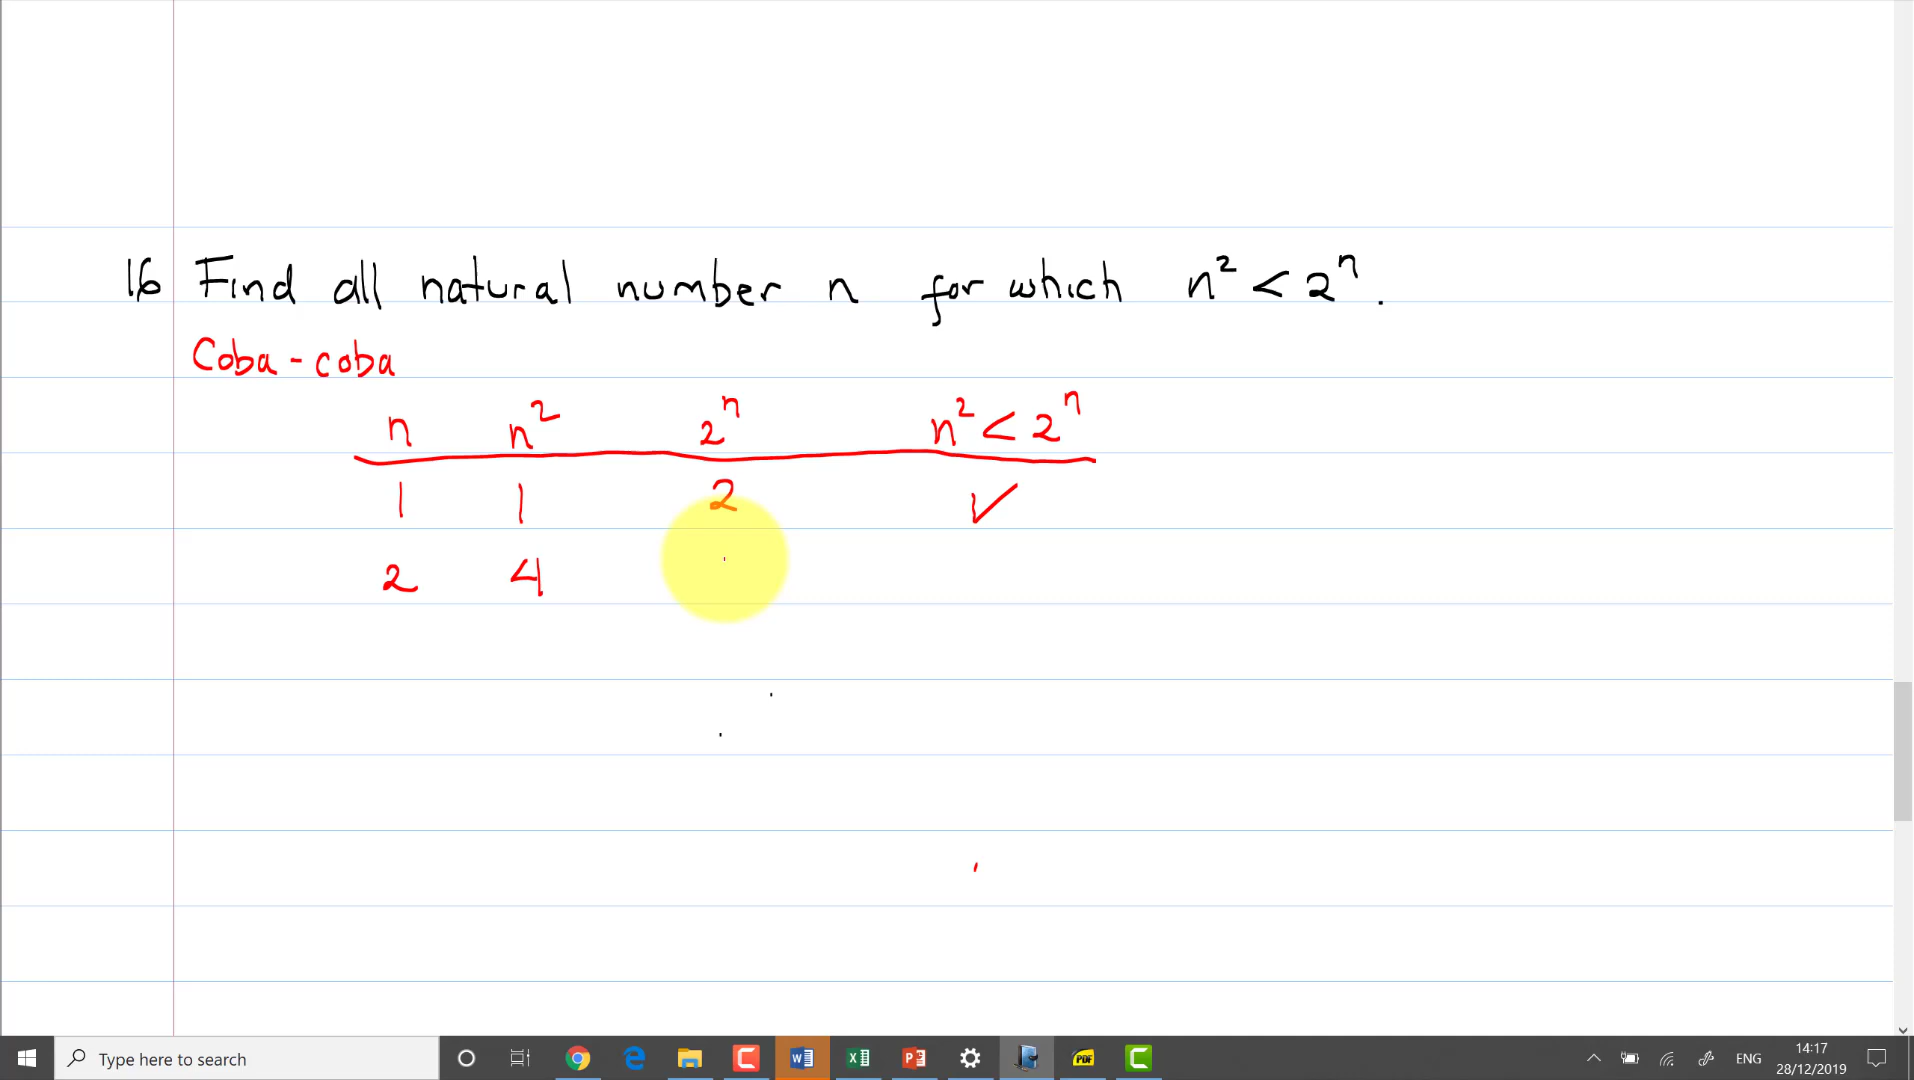 16 Find all natural number n for which n² < 2ⁿ.
Coba-coba
n n² 2ⁿ n² < 2ⁿ
1 1 2 ✓
2 4
Type here to search
ENG
14:17
28/12/2019